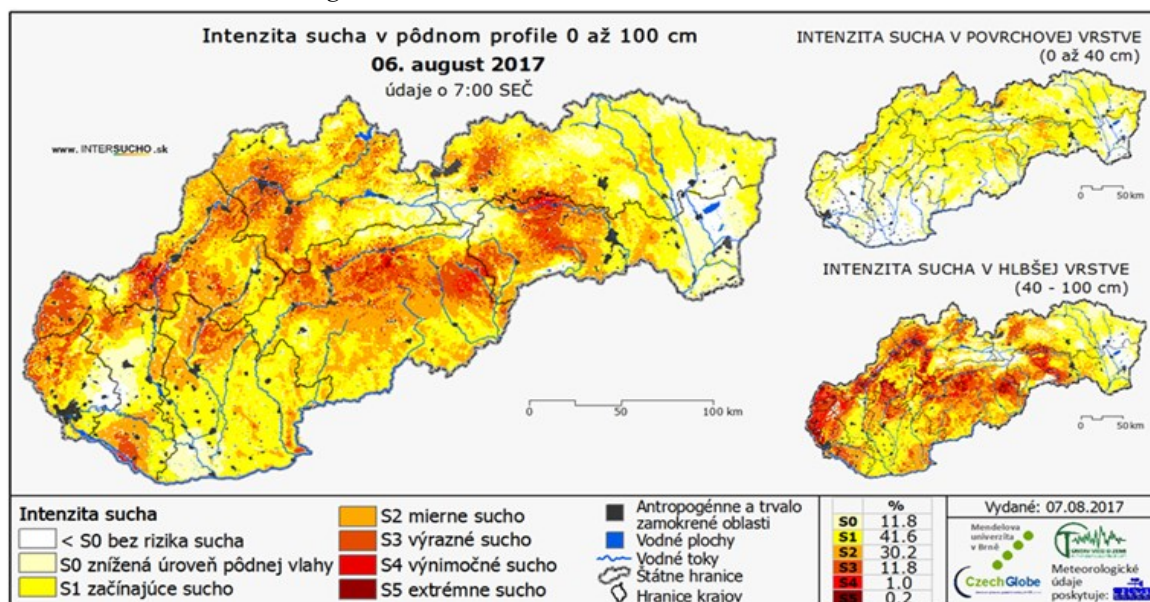 Intenzita sucha v pôdnom profile 0 až 100 cm
06. august 2017
údaje o 7:00 SEČ
www. INTERSUCHO .sk
0 50 100 km
INTENZITA SUCHA V POVRCHOVEJ VRSTVE
(0 až 40 cm)
0 50 km
INTENZITA SUCHA V HLBŠEJ VRSTVE
(40 - 100 cm)
0 50 km
Intenzita sucha
< S0 bez rizika sucha
S0 znížená úroveň pôdnej vlahy
S1 začínajúce sucho
S2 mierne sucho
S3 výrazné sucho
S4 výnimočné sucho
S5 extrémne sucho
Antropogénne a trvalo
zamokrené oblasti
Vodné plochy
Vodné toky
Štátne hranice
Hranice krajov
%
S0 11.8
S1 41.6
S2 30.2
S3 11.8
S4 1.0
S5 0.2
Vydané: 07.08.2017
Mendelova
univerzita
v Brně
CzechGlobe
Meteorologické
údaje
poskytuje: